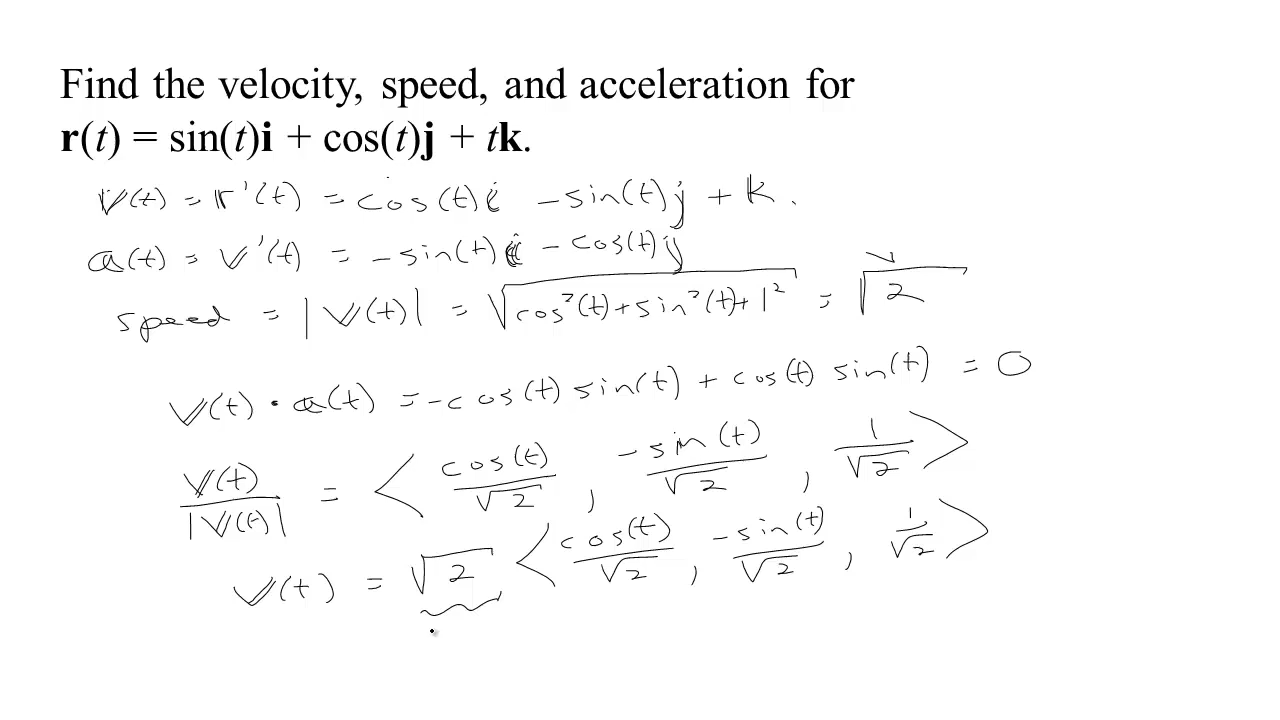 Find the velocity, speed, and acceleration for
r(t) = sin(t)i + cos(t)j + tk.
v(t) = r'(t) = cos(t)i - sin(t)j + k.
a(t) = v'(t) = -sin(t)i - cos(t)j
speed = |v(t)| = √(cos²(t)+sin²(t)+1²) = √2
v(t) • a(t) = -cos(t) sin(t) + cos(t) sin(t) = 0
v(t)/|v(t)| = < cos(t)/√2, -sin(t)/√2, 1/√2 >
v(t) = √2 < cos(t)/√2, -sin(t)/√2, 1/√2 >